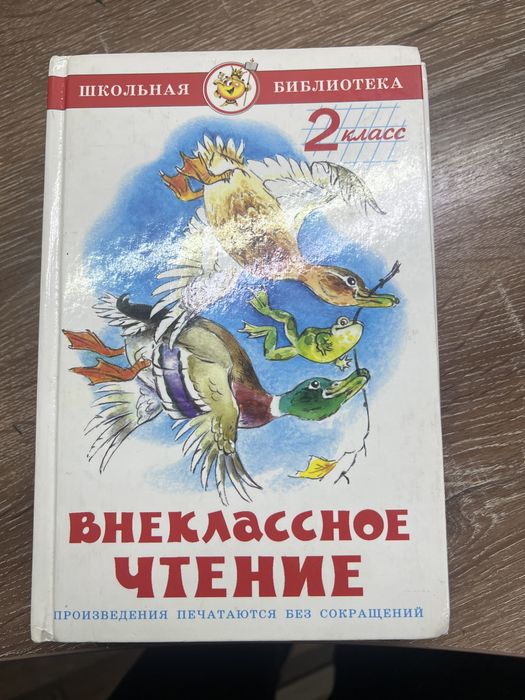 ШКОЛЬНАЯ БИБЛИОТЕКА
2 класс
ВНЕКЛАССНОЕ
ЧТЕНИЕ
ПРОИЗВЕДЕНИЯ ПЕЧАТАЮТСЯ БЕЗ СОКРАЩЕНИЙ